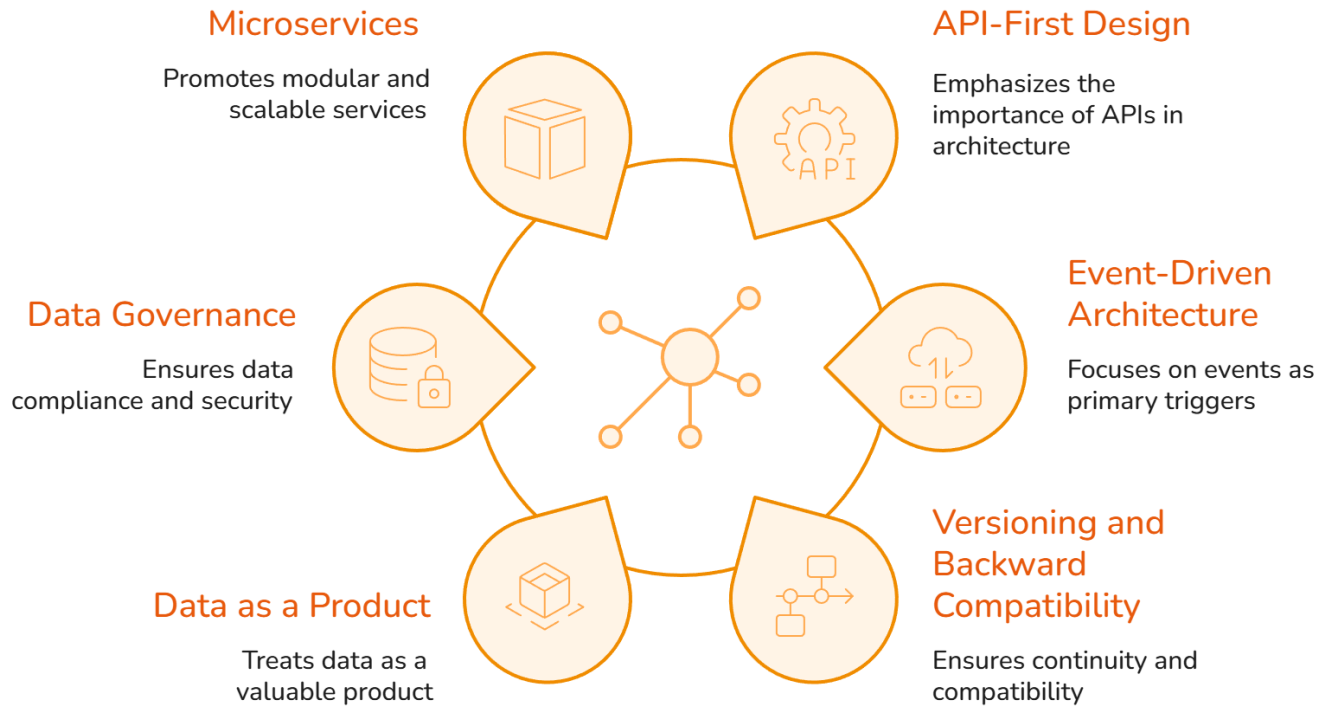 Microservices
Promotes modular and
scalable services
API-First Design
Emphasizes the
importance of APIs in
architecture
API
Data Governance
Ensures data
compliance and security
Event-Driven
Architecture
Focuses on events as
primary triggers
Data as a Product
Treats data as a
valuable product
Versioning and
Backward
Compatibility
Ensures continuity and
compatibility